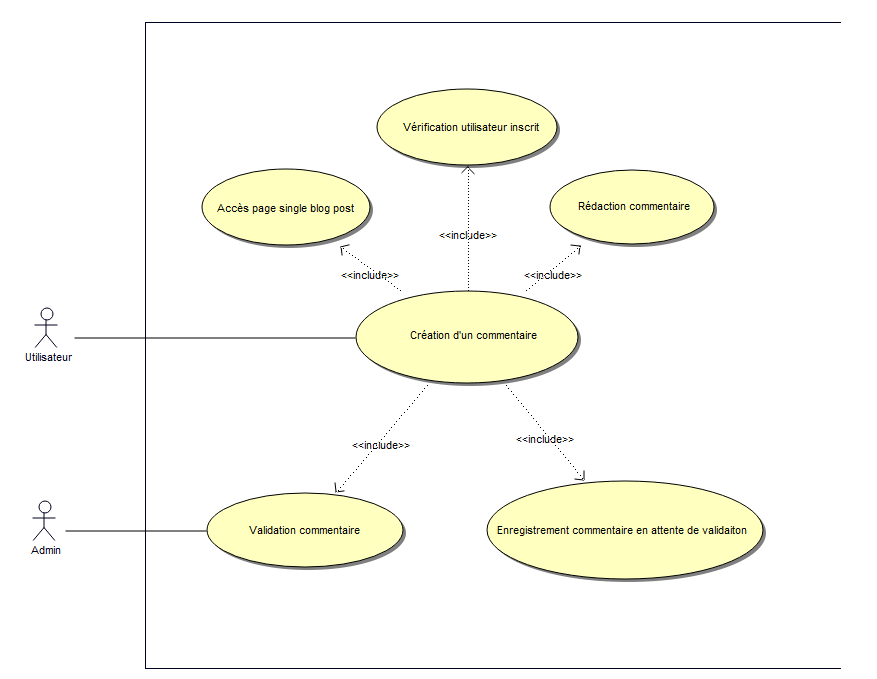 Vérification utilisateur inscrit
Accès page single blog post
Rédaction commentaire
<<include>>
<<include>>
<<include>>
Création d'un commentaire
Utilisateur
<<include>>
<<include>>
Validation commentaire
Enregistrement commentaire en attente de validaiton
Admin